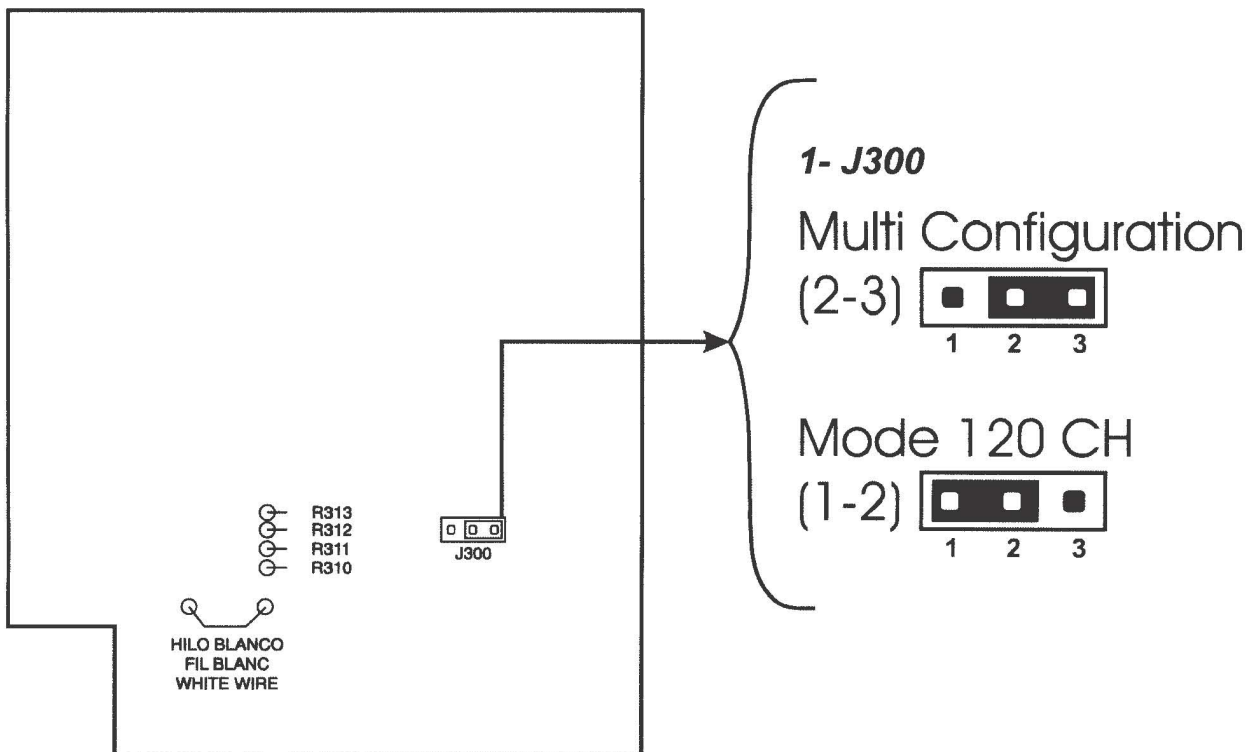 1- J300
Multi Configuration
(2-3)
1 2 3
Mode 120 CH
(1-2)
1 2 3
R313
R312
R311
R310
J300
HILO BLANCO
FIL BLANC
WHITE WIRE